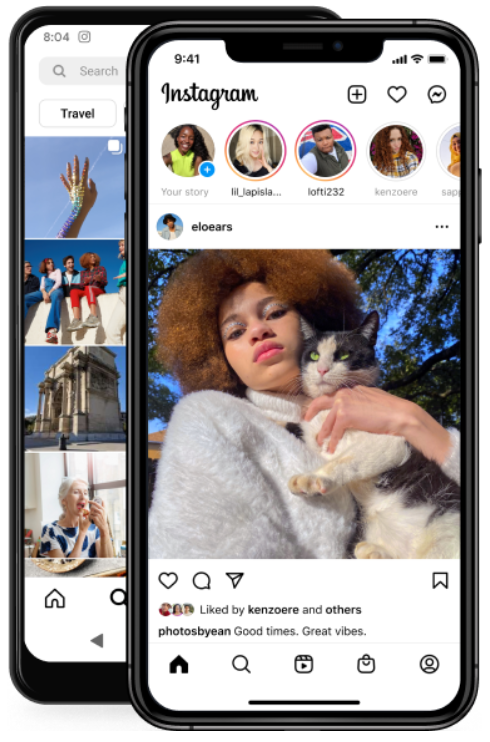 8:04
Search
Travel
9:41
Instagram
Your story
lil_lapisla...
lofti232
kenzoere
sapp
eloears
Liked by kenzoere and others
photosbyean Good times. Great vibes.